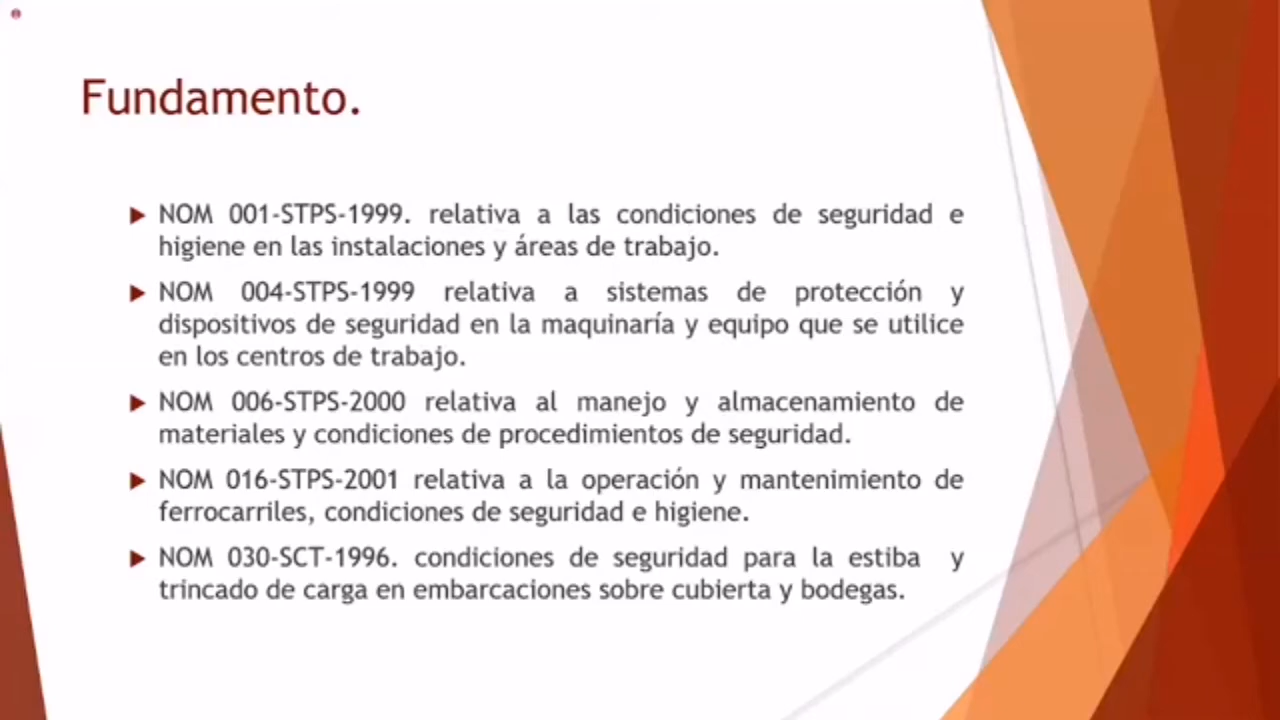 Fundamento.
NOM 001-STPS-1999. relativa a las condiciones de seguridad e
higiene en las instalaciones y áreas de trabajo.
NOM 004-STPS-1999 relativa a sistemas de protección y
dispositivos de seguridad en la maquinaría y equipo que se utilice
en los centros de trabajo.
NOM 006-STPS-2000 relativa al manejo y almacenamiento de
materiales y condiciones de procedimientos de seguridad.
NOM 016-STPS-2001 relativa a la operación y mantenimiento de
ferrocarriles, condiciones de seguridad e higiene.
NOM 030-SCT-1996. condiciones de seguridad para la estiba y
trincado de carga en embarcaciones sobre cubierta y bodegas.